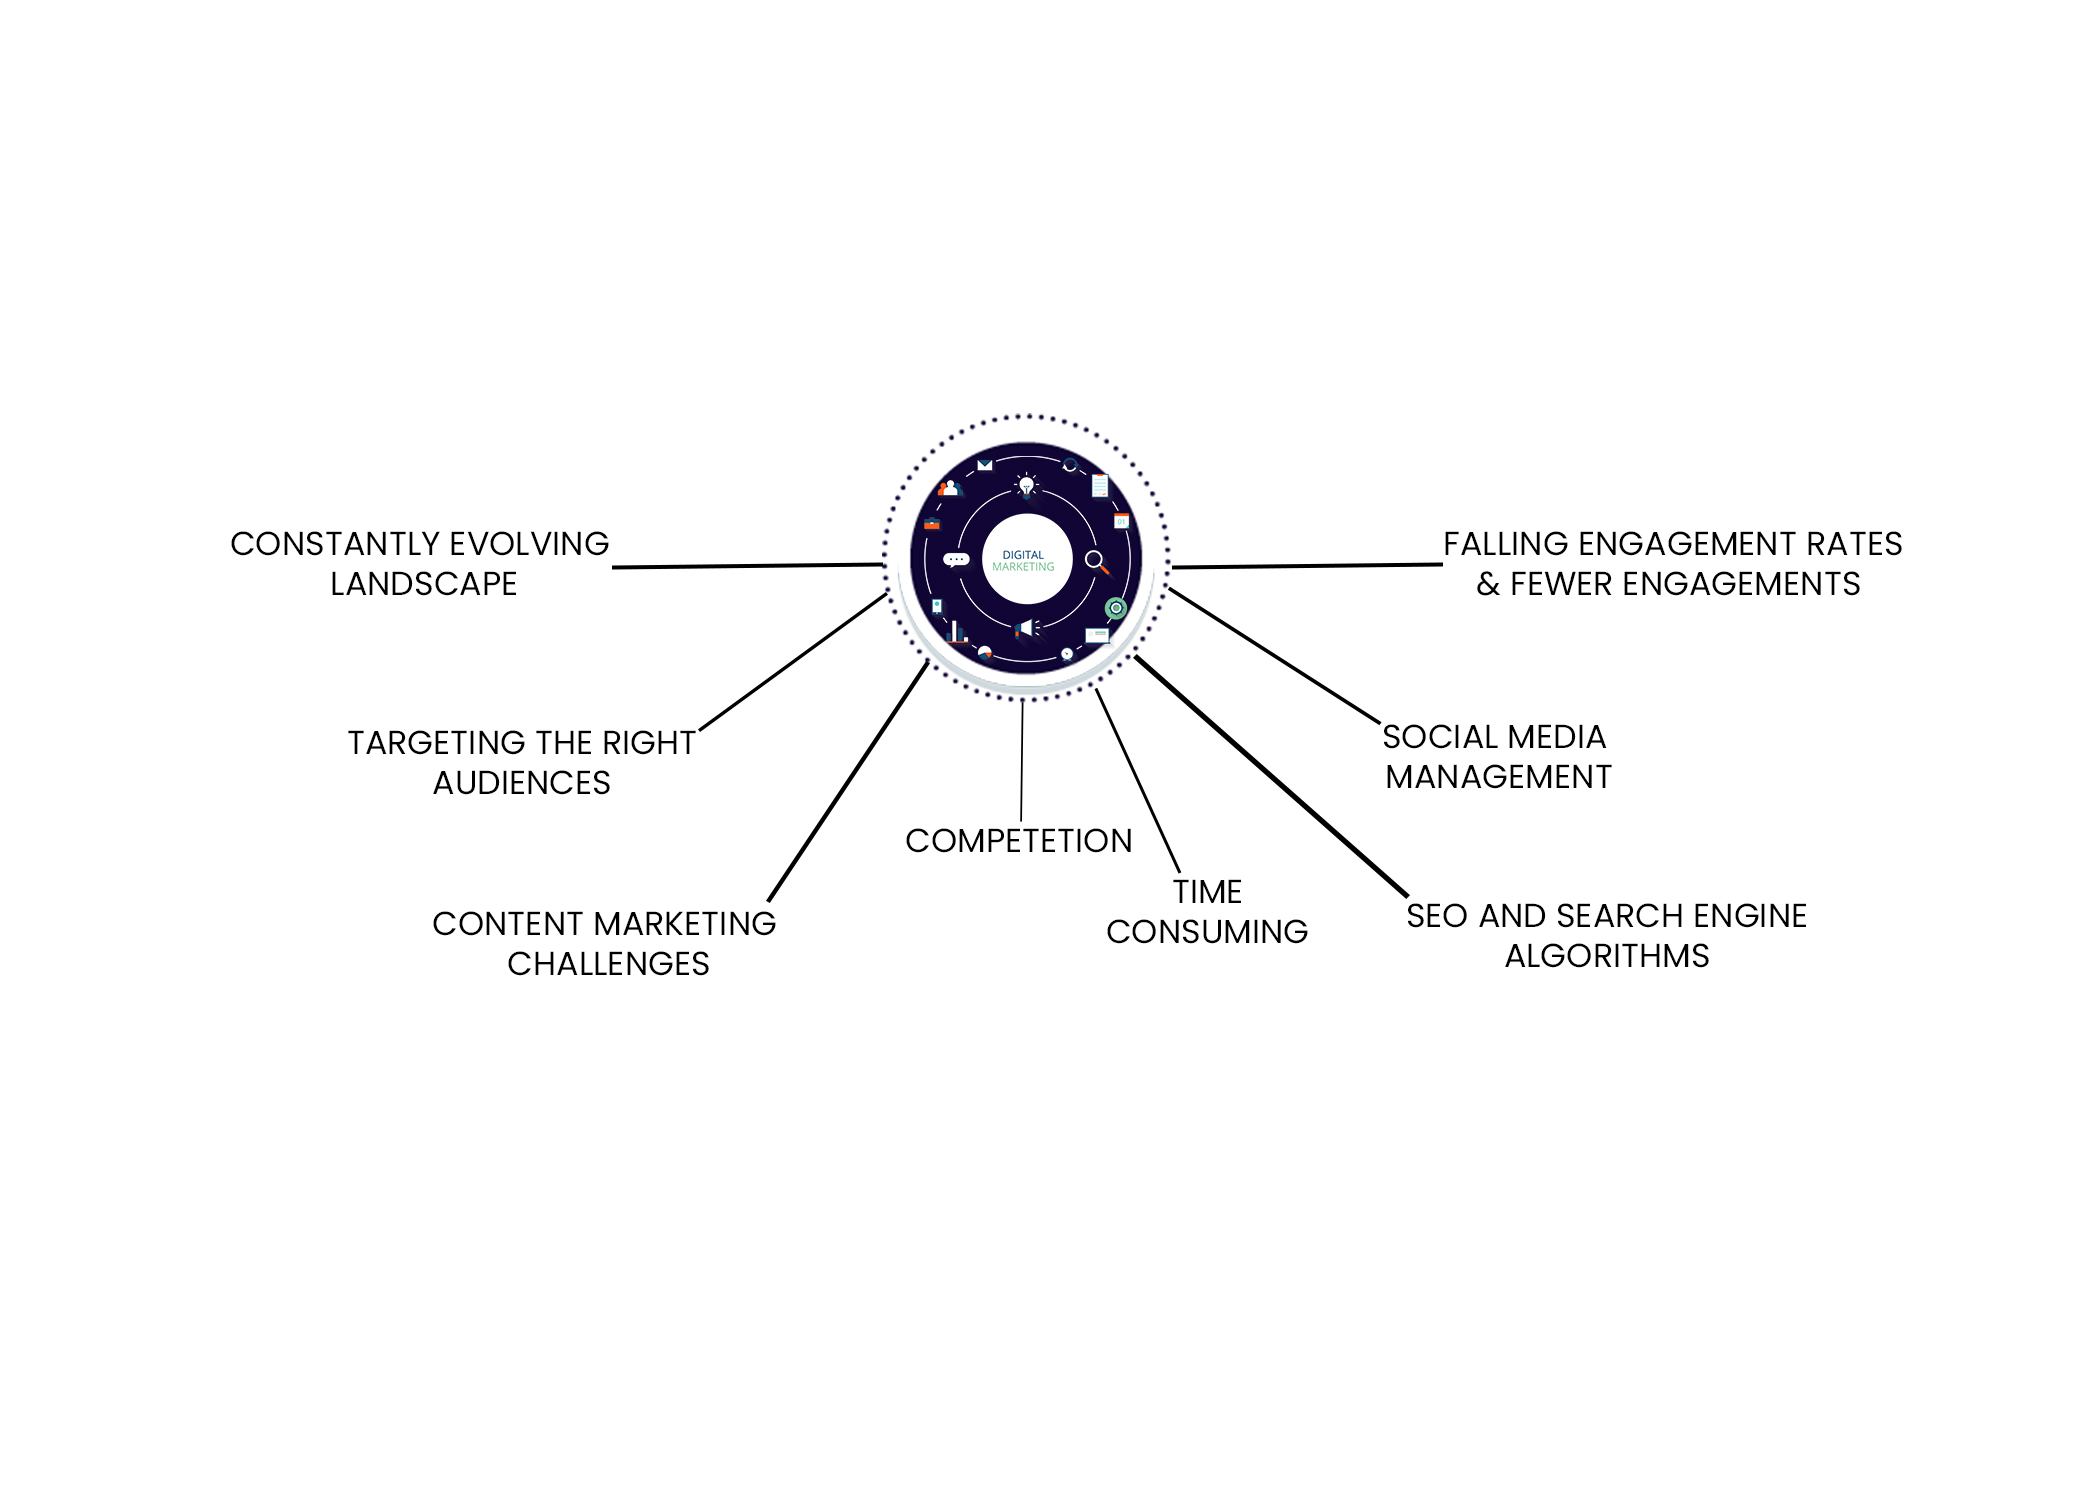 DIGITAL
MARKETING
CONSTANTLY EVOLVING
LANDSCAPE
FALLING ENGAGEMENT RATES
& FEWER ENGAGEMENTS
TARGETING THE RIGHT
AUDIENCES
SOCIAL MEDIA
MANAGEMENT
COMPETETION
TIME
CONSUMING
CONTENT MARKETING
CHALLENGES
SEO AND SEARCH ENGINE
ALGORITHMS